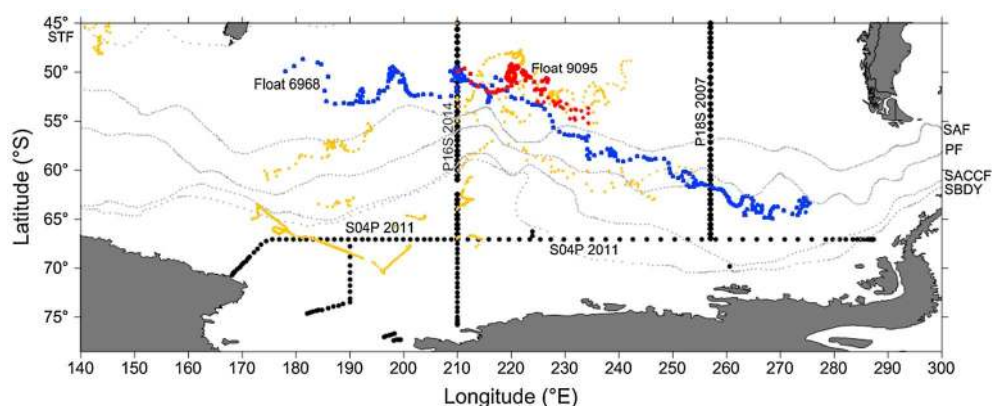 45°
STF
50°
55°
60°
65°
70°
75°
Latitude (°S)
Float 6968
Float 9095
P16S 2014
P18S 2007
S04P 2011
S04P 2011
SAF
PF
SACCF
SBDY
140 150 160 170 180 190 200 210 220 230 240 250 260 270 280 290 300
Longitude (°E)